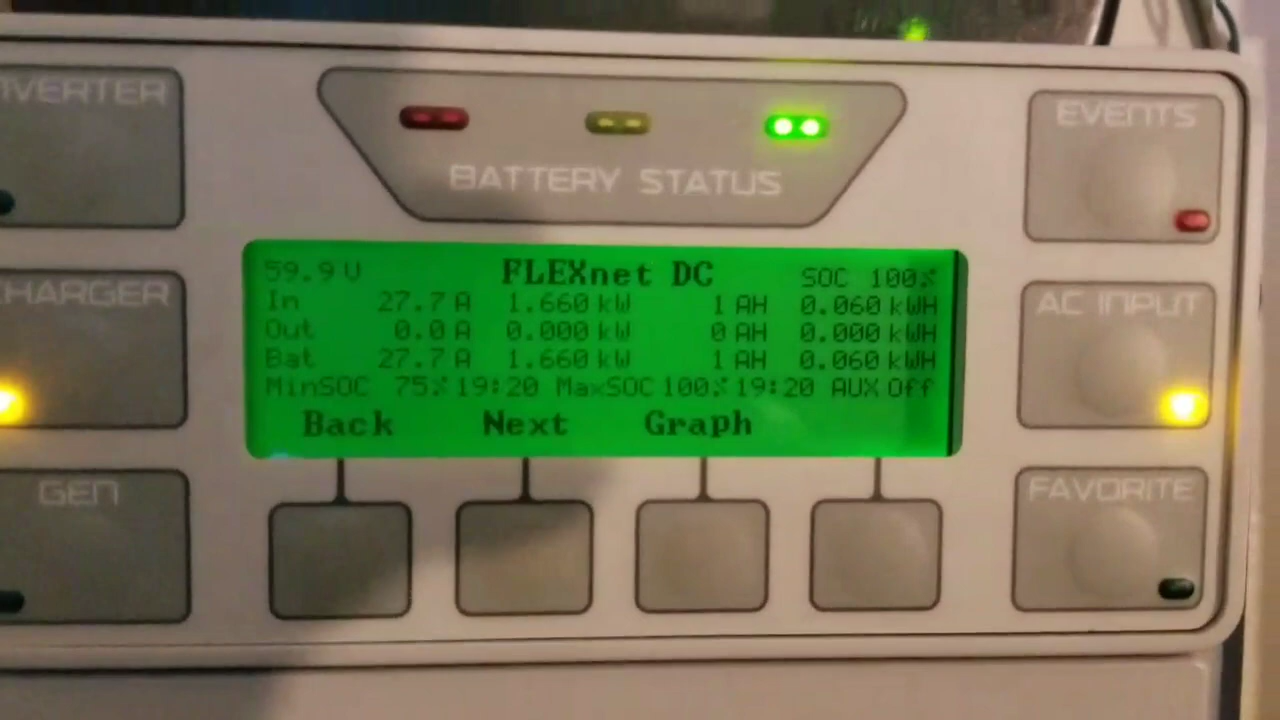 NVERTER
BATTERY STATUS
EVENTS
CHARGER
59.9 V FLEXnet DC SOC 100%
In 27.7 A 1.660 kW 1 AH 0.060 kWH
Out 0.0 A 0.000 kW 0 AH 0.000 kWH
Bat 27.7 A 1.660 kW 1 AH 0.060 kWH
MinSOC 75% 19:20 MaxSOC 100% 19:20 AUX Off
Back Next Graph
AC INPUT
GEN
FAVORITE